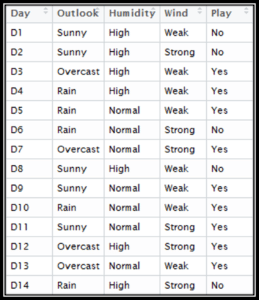 Day Outlook Humidity Wind Play
D1 Sunny High Weak No
D2 Sunny High Strong No
D3 Overcast High Weak Yes
D4 Rain High Weak Yes
D5 Rain Normal Weak Yes
D6 Rain Normal Strong No
D7 Overcast Normal Strong Yes
D8 Sunny High Weak No
D9 Sunny Normal Weak Yes
D10 Rain Normal Weak Yes
D11 Sunny Normal Strong Yes
D12 Overcast High Strong Yes
D13 Overcast Normal Weak Yes
D14 Rain High Strong No